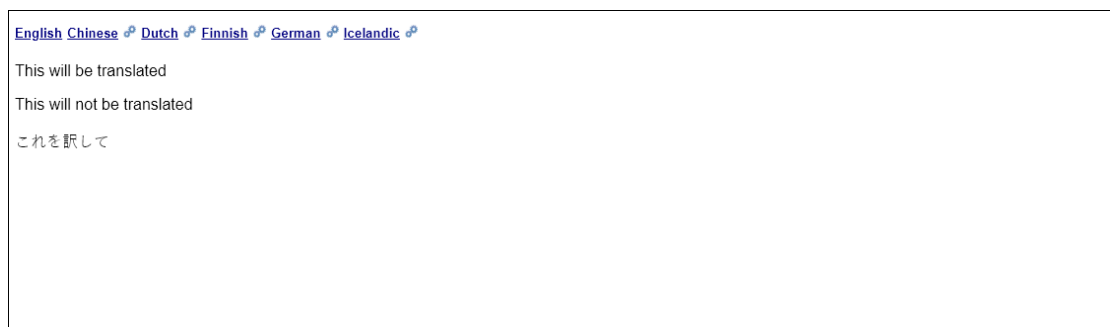 English Chinese Dutch Finnish German Icelandic
This will be translated
This will not be translated
これを訳して